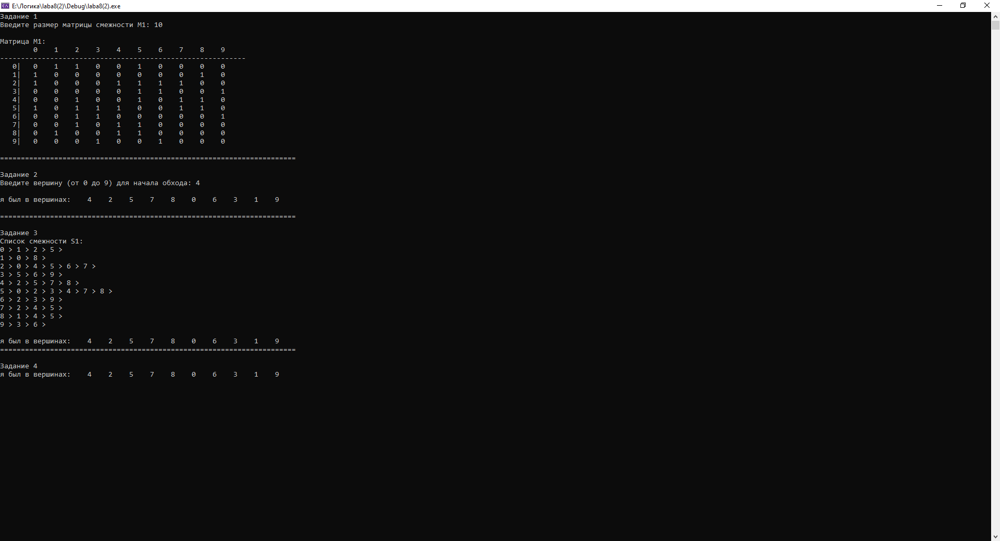 E:\Логика\laba8(2)\Debug\laba8(2).exe
Задание 1
Введите размер матрицы смежности M1: 10
Матрица M1:
0 1 2 3 4 5 6 7 8 9
-----------------------------------------------------------
0| 0 1 1 0 0 1 0 0 0 0
1| 1 0 0 0 0 0 0 0 1 0
2| 1 0 0 0 1 1 1 1 0 0
3| 0 0 0 0 0 1 1 0 0 1
4| 0 0 1 0 0 1 0 1 1 0
5| 1 0 1 1 1 0 0 1 1 0
6| 0 0 1 1 0 0 0 0 0 1
7| 0 0 1 0 1 1 0 0 0 0
8| 0 1 0 0 1 1 0 0 0 0
9| 0 0 0 1 0 0 1 0 0 0
=======================================================================
Задание 2
Введите вершину (от 0 до 9) для начала обхода: 4
я был в вершинах: 4 2 5 7 8 0 6 3 1 9
=======================================================================
Задание 3
Список смежности S1:
0 > 1 > 2 > 5 >
1 > 0 > 8 >
2 > 0 > 4 > 5 > 6 > 7 >
3 > 5 > 6 > 9 >
4 > 2 > 5 > 7 > 8 >
5 > 0 > 2 > 3 > 4 > 7 > 8 >
6 > 2 > 3 > 9 >
7 > 2 > 4 > 5 >
8 > 1 > 4 > 5 >
9 > 3 > 6 >
я был в вершинах: 4 2 5 7 8 0 6 3 1 9
=======================================================================
Задание 4
я был в вершинах: 4 2 5 7 8 0 6 3 1 9